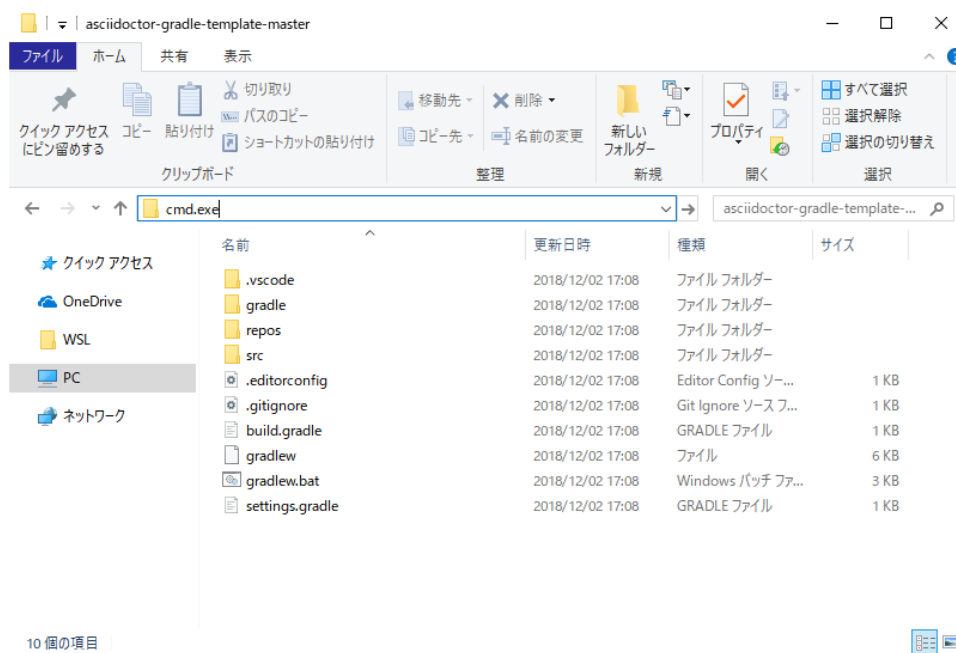 asciidoctor-gradle-template-master
ファイル ホーム 共有 表示
クイック アクセス
にピン留めする
コピー
貼り付け
切り取り
パスのコピー
ショートカットの貼り付け
クリップボード
移動先
コピー先
削除
名前の変更
整理
新しい
フォルダー
新規
プロパティ
開く
すべて選択
選択解除
選択の切り替え
選択
cmd.exe
asciidoctor-gradle-template-...
クイック アクセス
OneDrive
WSL
PC
ネットワーク
名前 更新日時 種類 サイズ
.vscode 2018/12/02 17:08 ファイル フォルダー
gradle 2018/12/02 17:08 ファイル フォルダー
repos 2018/12/02 17:08 ファイル フォルダー
src 2018/12/02 17:08 ファイル フォルダー
.editorconfig 2018/12/02 17:08 Editor Config ソー... 1 KB
.gitignore 2018/12/02 17:08 Git Ignore ソース フ... 1 KB
build.gradle 2018/12/02 17:08 GRADLE ファイル 1 KB
gradlew 2018/12/02 17:08 ファイル 6 KB
gradlew.bat 2018/12/02 17:08 Windows バッチ ファ... 3 KB
settings.gradle 2018/12/02 17:08 GRADLE ファイル 1 KB
10 個の項目